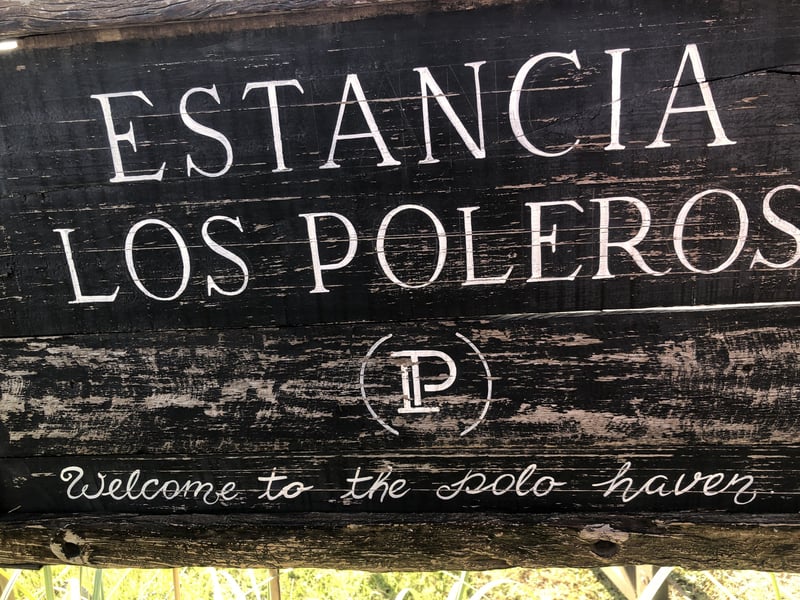 ESTANCIA
LOS POLEROS
LP
Welcome to the polo haven